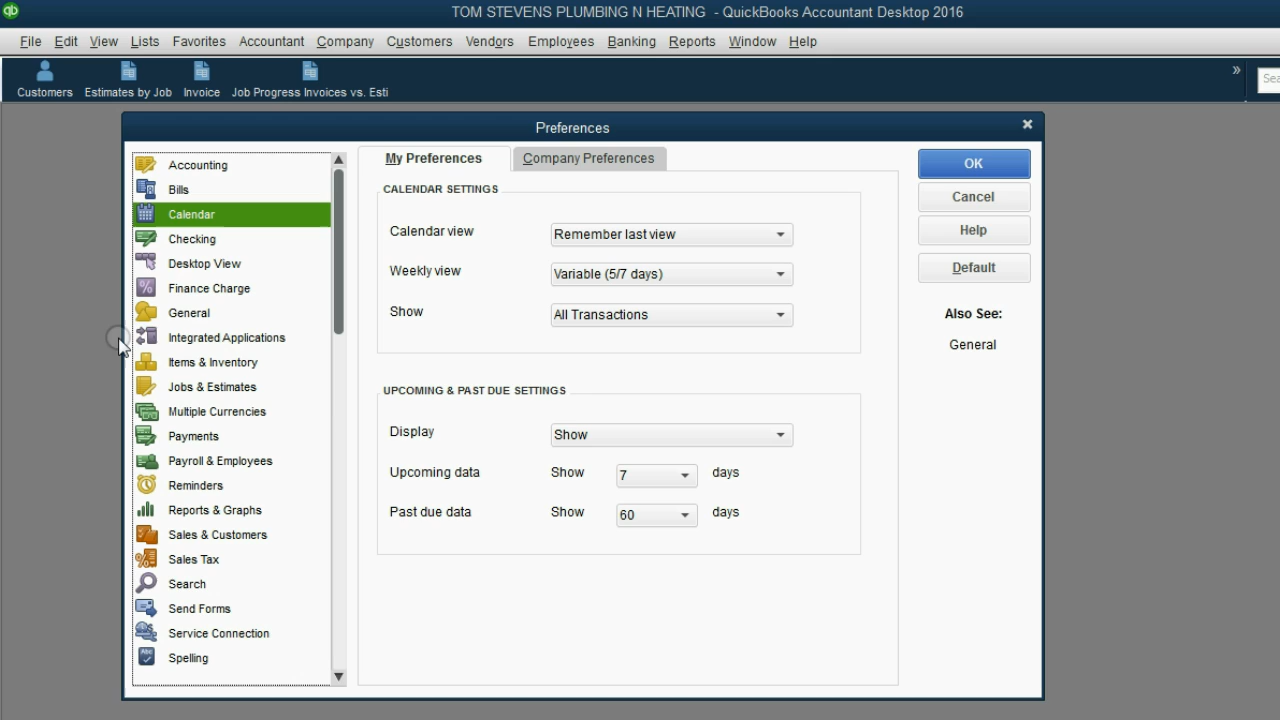 qb
TOM STEVENS PLUMBING N HEATING - QuickBooks Accountant Desktop 2016
File Edit View Lists Favorites Accountant Company Customers Vendors Employees Banking Reports Window Help
Customers Estimates by Job Invoice Job Progress Invoices vs. Esti
» Sea
Preferences
Accounting
Bills
Calendar
Checking
Desktop View
Finance Charge
General
Integrated Applications
Items & Inventory
Jobs & Estimates
Multiple Currencies
Payments
Payroll & Employees
Reminders
Reports & Graphs
Sales & Customers
Sales Tax
Search
Send Forms
Service Connection
Abc
Spelling
My Preferences Company Preferences
CALENDAR SETTINGS
Calendar view Remember last view
Weekly view Variable (5/7 days)
Show All Transactions
UPCOMING & PAST DUE SETTINGS
Display Show
Upcoming data Show 7 days
Past due data Show 60 days
OK
Cancel
Help
Default
Also See:
General